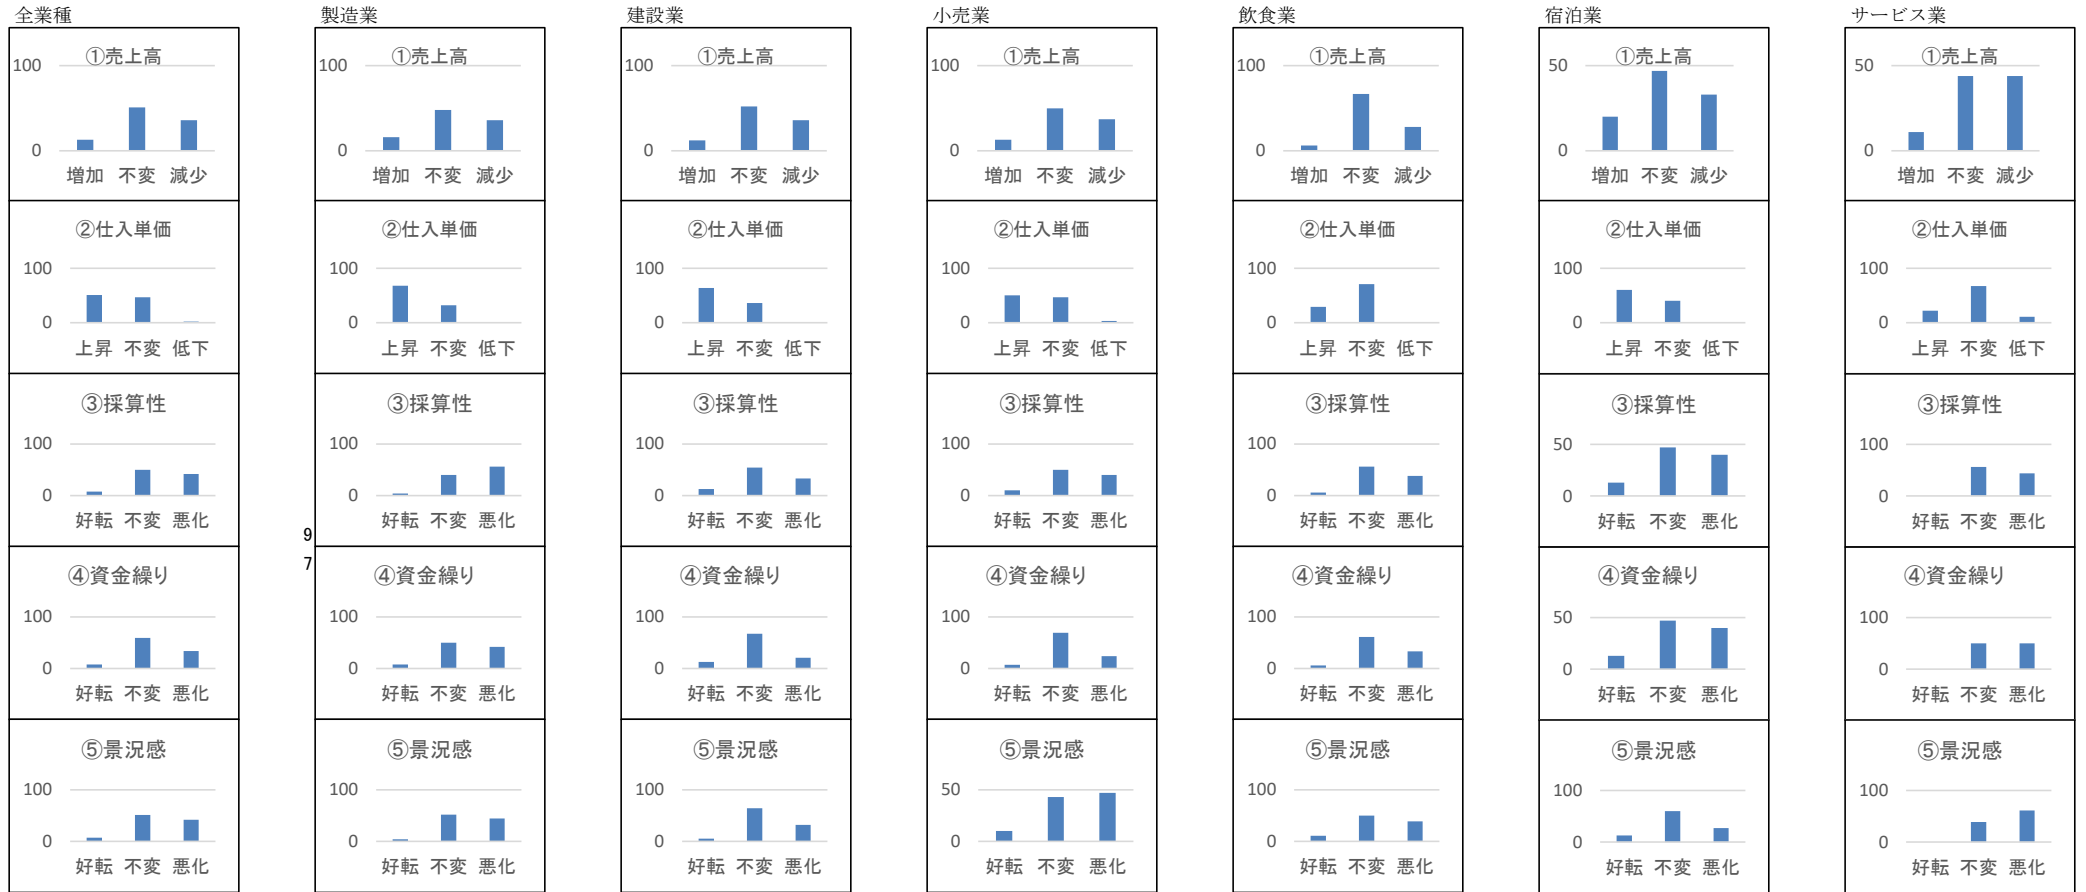 全業種 製造業 建設業 小売業 飲食業 宿泊業 サービス業
①売上高 ①売上高 ①売上高 ①売上高 ①売上高 ①売上高 ①売上高
100 100 100 100 100 50 50
0 0 0 0 0 0 0
増加 不変 減少 増加 不変 減少 増加 不変 減少 増加 不変 減少 増加 不変 減少 増加 不変 減少 増加 不変 減少
②仕入単価 ②仕入単価 ②仕入単価 ②仕入単価 ②仕入単価 ②仕入単価 ②仕入単価
100 100 100 100 100 100 100
0 0 0 0 0 0 0
上昇 不変 低下 上昇 不変 低下 上昇 不変 低下 上昇 不変 低下 上昇 不変 低下 上昇 不変 低下 上昇 不変 低下
③採算性 ③採算性 ③採算性 ③採算性 ③採算性 ③採算性 ③採算性
100 100 100 100 100 50 100
0 0 0 0 0 0 0
好転 不変 悪化 好転 不変 悪化 好転 不変 悪化 好転 不変 悪化 好転 不変 悪化 好転 不変 悪化 好転 不変 悪化
9
7
④資金繰り ④資金繰り ④資金繰り ④資金繰り ④資金繰り ④資金繰り ④資金繰り
100 100 100 100 100 50 100
0 0 0 0 0 0 0
好転 不変 悪化 好転 不変 悪化 好転 不変 悪化 好転 不変 悪化 好転 不変 悪化 好転 不変 悪化 好転 不変 悪化
⑤景況感 ⑤景況感 ⑤景況感 ⑤景況感 ⑤景況感 ⑤景況感 ⑤景況感
100 100 100 50 100 100 100
0 0 0 0 0 0 0
好転 不変 悪化 好転 不変 悪化 好転 不変 悪化 好転 不変 悪化 好転 不変 悪化 好転 不変 悪化 好転 不変 悪化